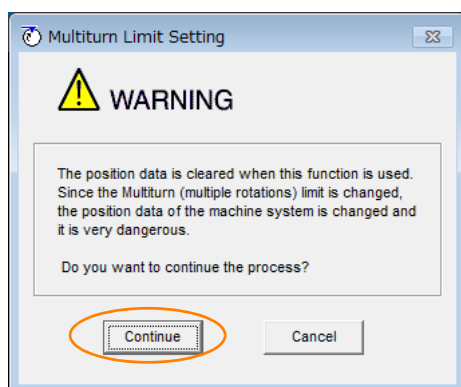 Multiturn Limit Setting
WARNING
The position data is cleared when this function is used.
Since the Multiturn (multiple rotations) limit is changed,
the position data of the machine system is changed and
it is very dangerous.
Do you want to continue the process?
Continue
Cancel